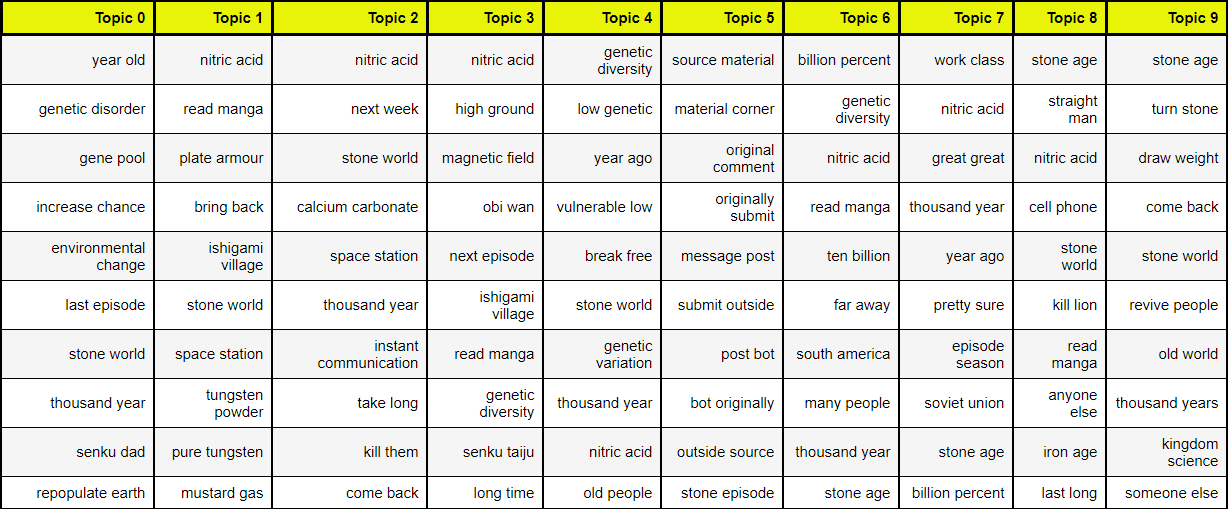 Topic 0 Topic 1 Topic 2 Topic 3 Topic 4 Topic 5 Topic 6 Topic 7 Topic 8 Topic 9
year old nitric acid nitric acid nitric acid genetic diversity source material billion percent work class stone age stone age
genetic disorder read manga next week high ground low genetic material corner genetic diversity nitric acid straight man turn stone
gene pool plate armour stone world magnetic field year ago original comment nitric acid great great nitric acid draw weight
increase chance bring back calcium carbonate obi wan vulnerable low originally submit read manga thousand year cell phone come back
environmental change ishigami village space station next episode break free message post ten billion year ago stone world stone world
last episode stone world thousand year ishigami village stone world submit outside far away pretty sure kill lion revive people
stone world space station instant communication read manga genetic variation post bot south america episode season read manga old world
thousand year tungsten powder take long genetic diversity thousand year bot originally many people soviet union anyone else thousand years
senku dad pure tungsten kill them senku taiju nitric acid outside source thousand year stone age iron age kingdom science
repopulate earth mustard gas come back long time old people stone episode stone age billion percent last long someone else